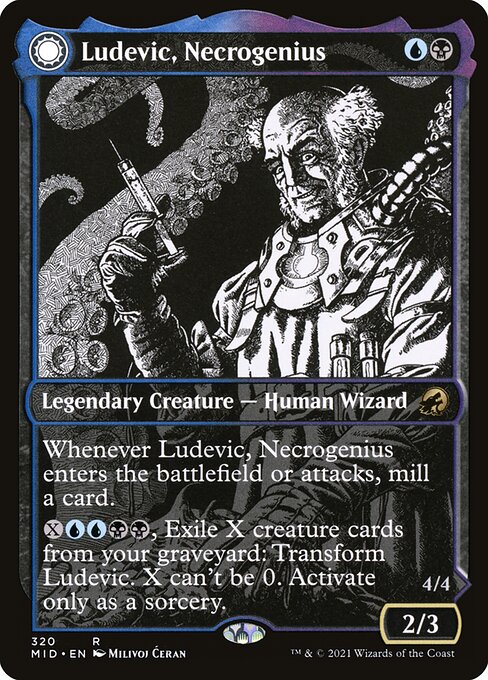 Ludevic, Necrogenius
Legendary Creature — Human Wizard
Whenever Ludevic, Necrogenius
enters the battlefield or attacks, mill
a card.
X, Exile X creature cards
from your graveyard: Transform
Ludevic. X can't be 0. Activate
only as a sorcery.
4/4
2/3
320 R
MID • EN Milivoj Ćeran
™ & © 2021 Wizards of the Coast